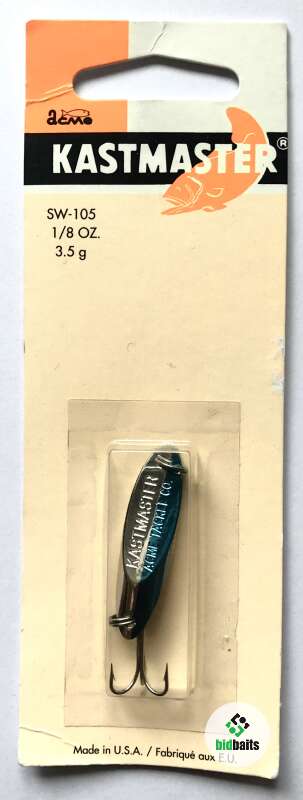 acme
KASTMASTER®
SW-105
1/8 OZ.
3.5 g
KASTMASTER
ACME TACKLE CO.
bidbaits
Made in U.S.A. / Fabriqué aux E.U.